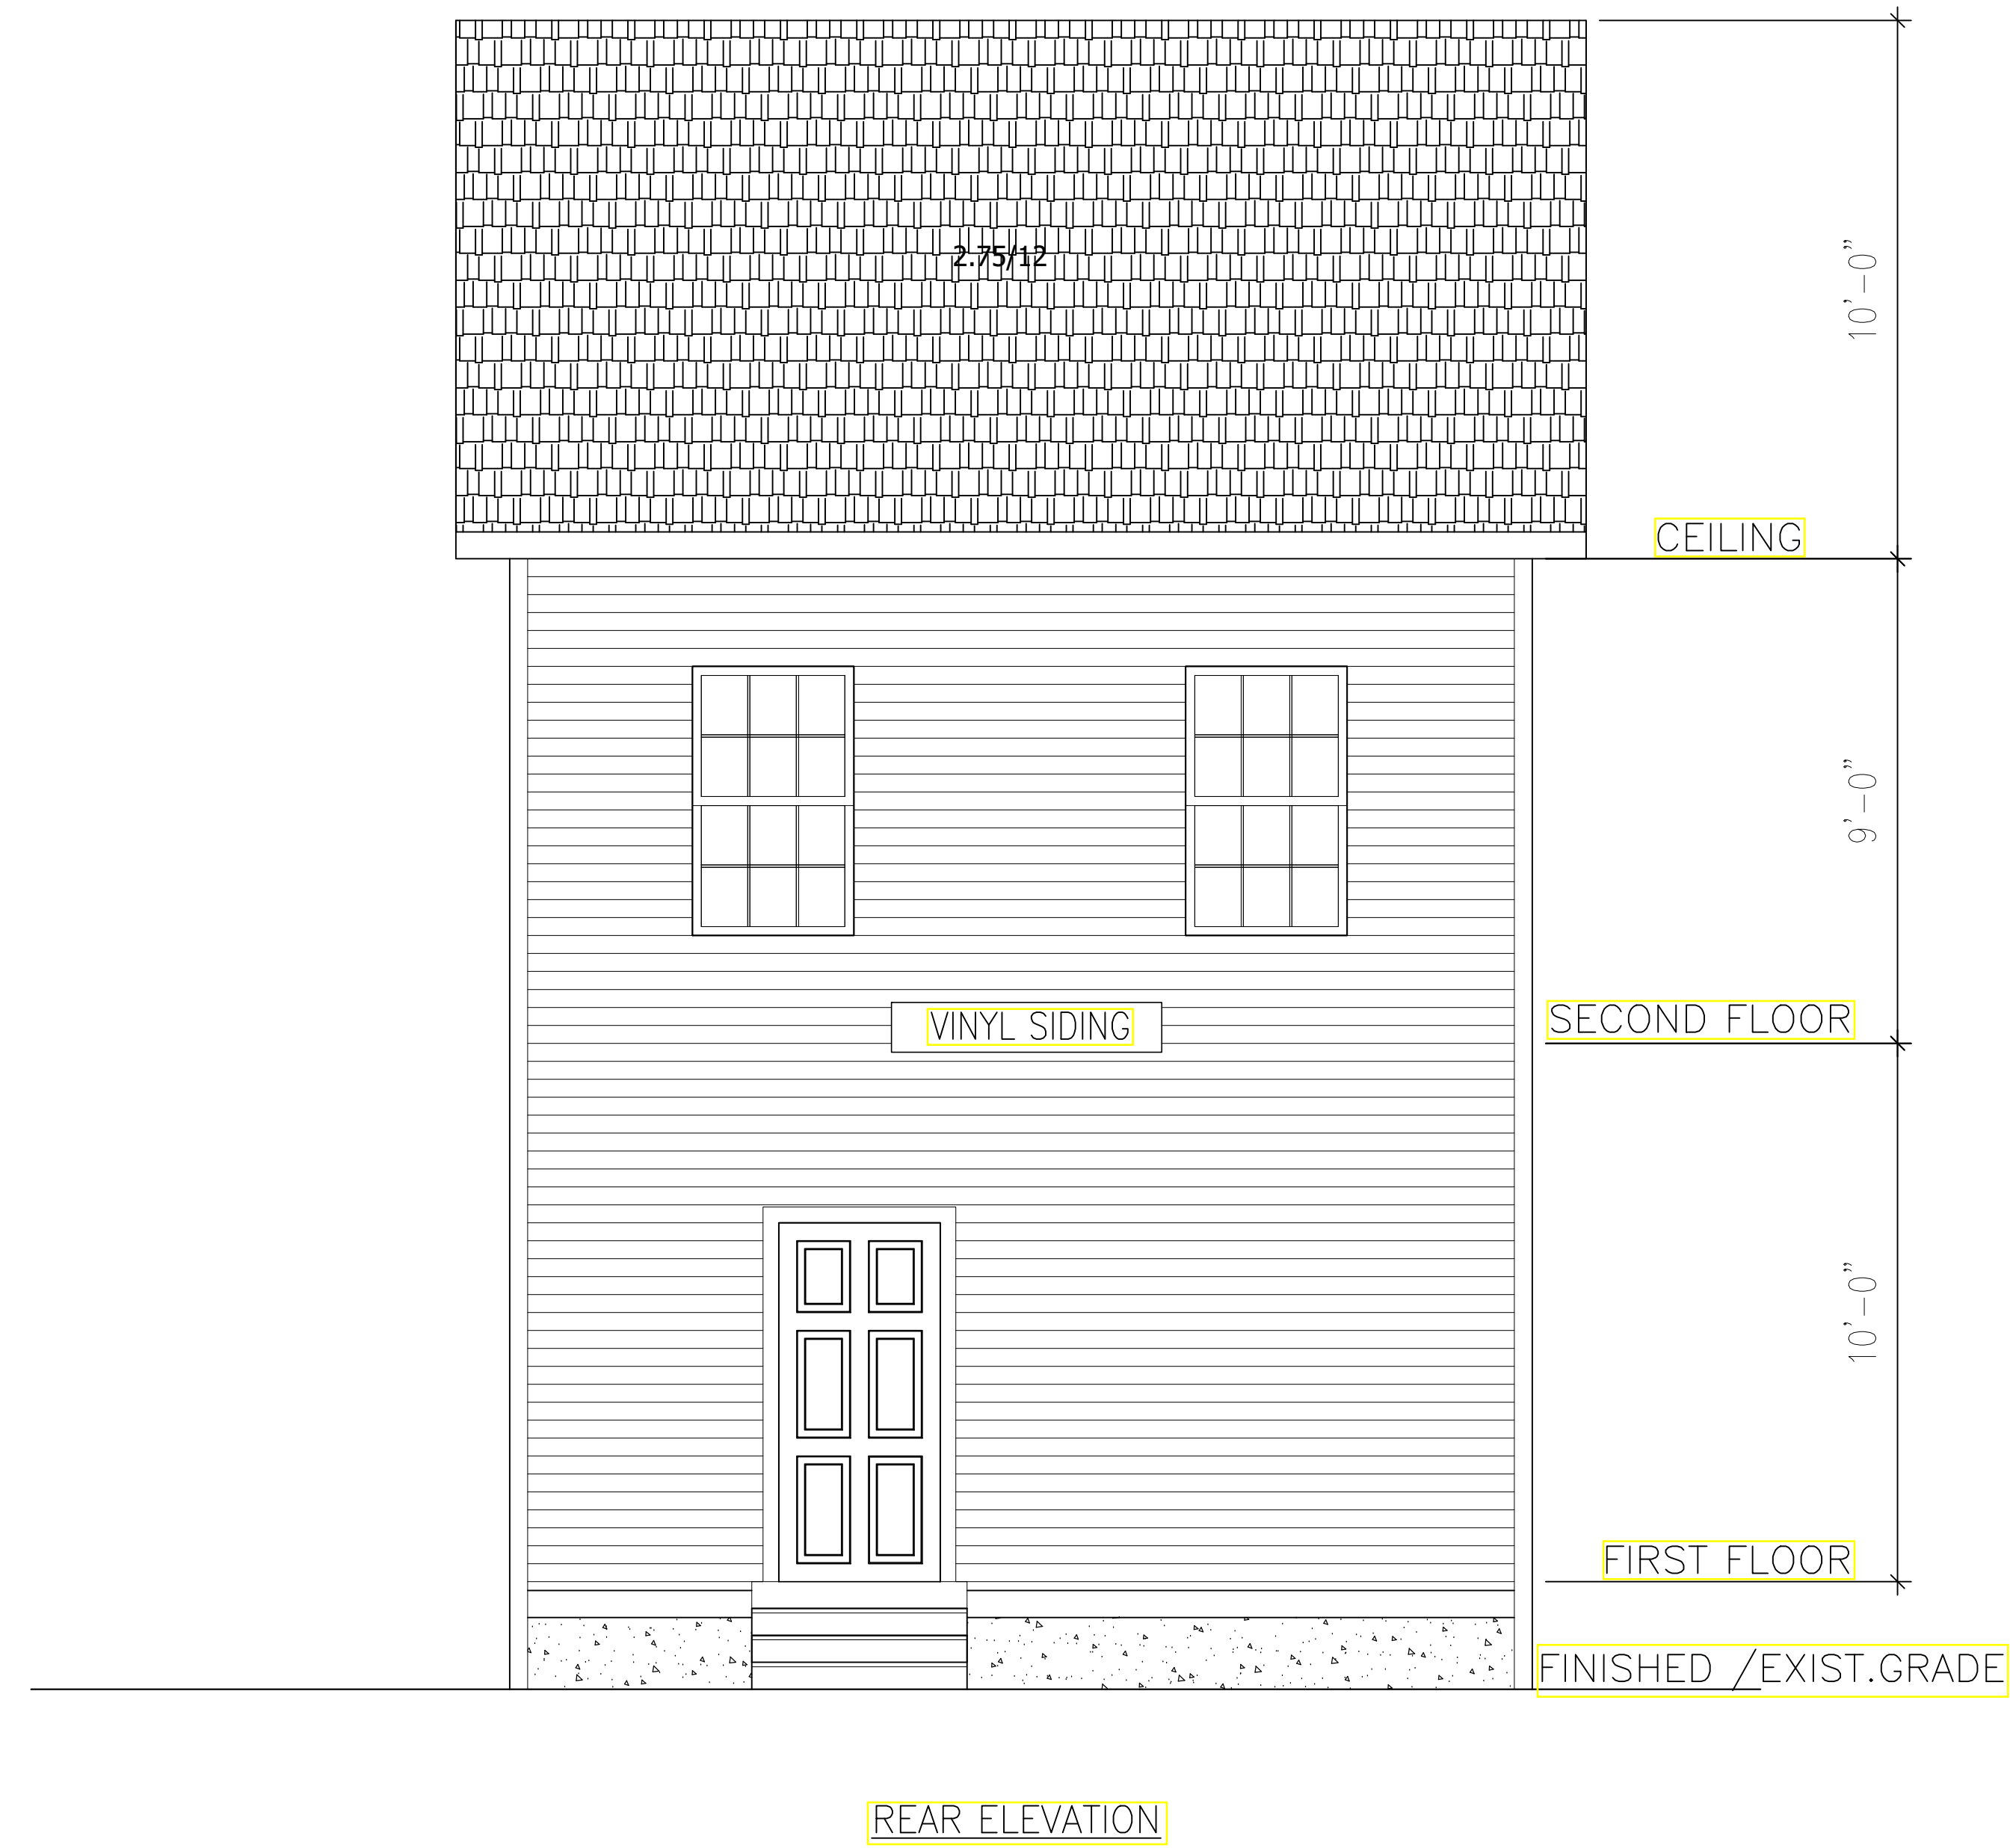 2.75/12
10'-0"
CEILING
9'-0"
SECOND FLOOR
VINYL SIDING
10'-0"
FIRST FLOOR
FINISHED /EXIST.GRADE
REAR ELEVATION